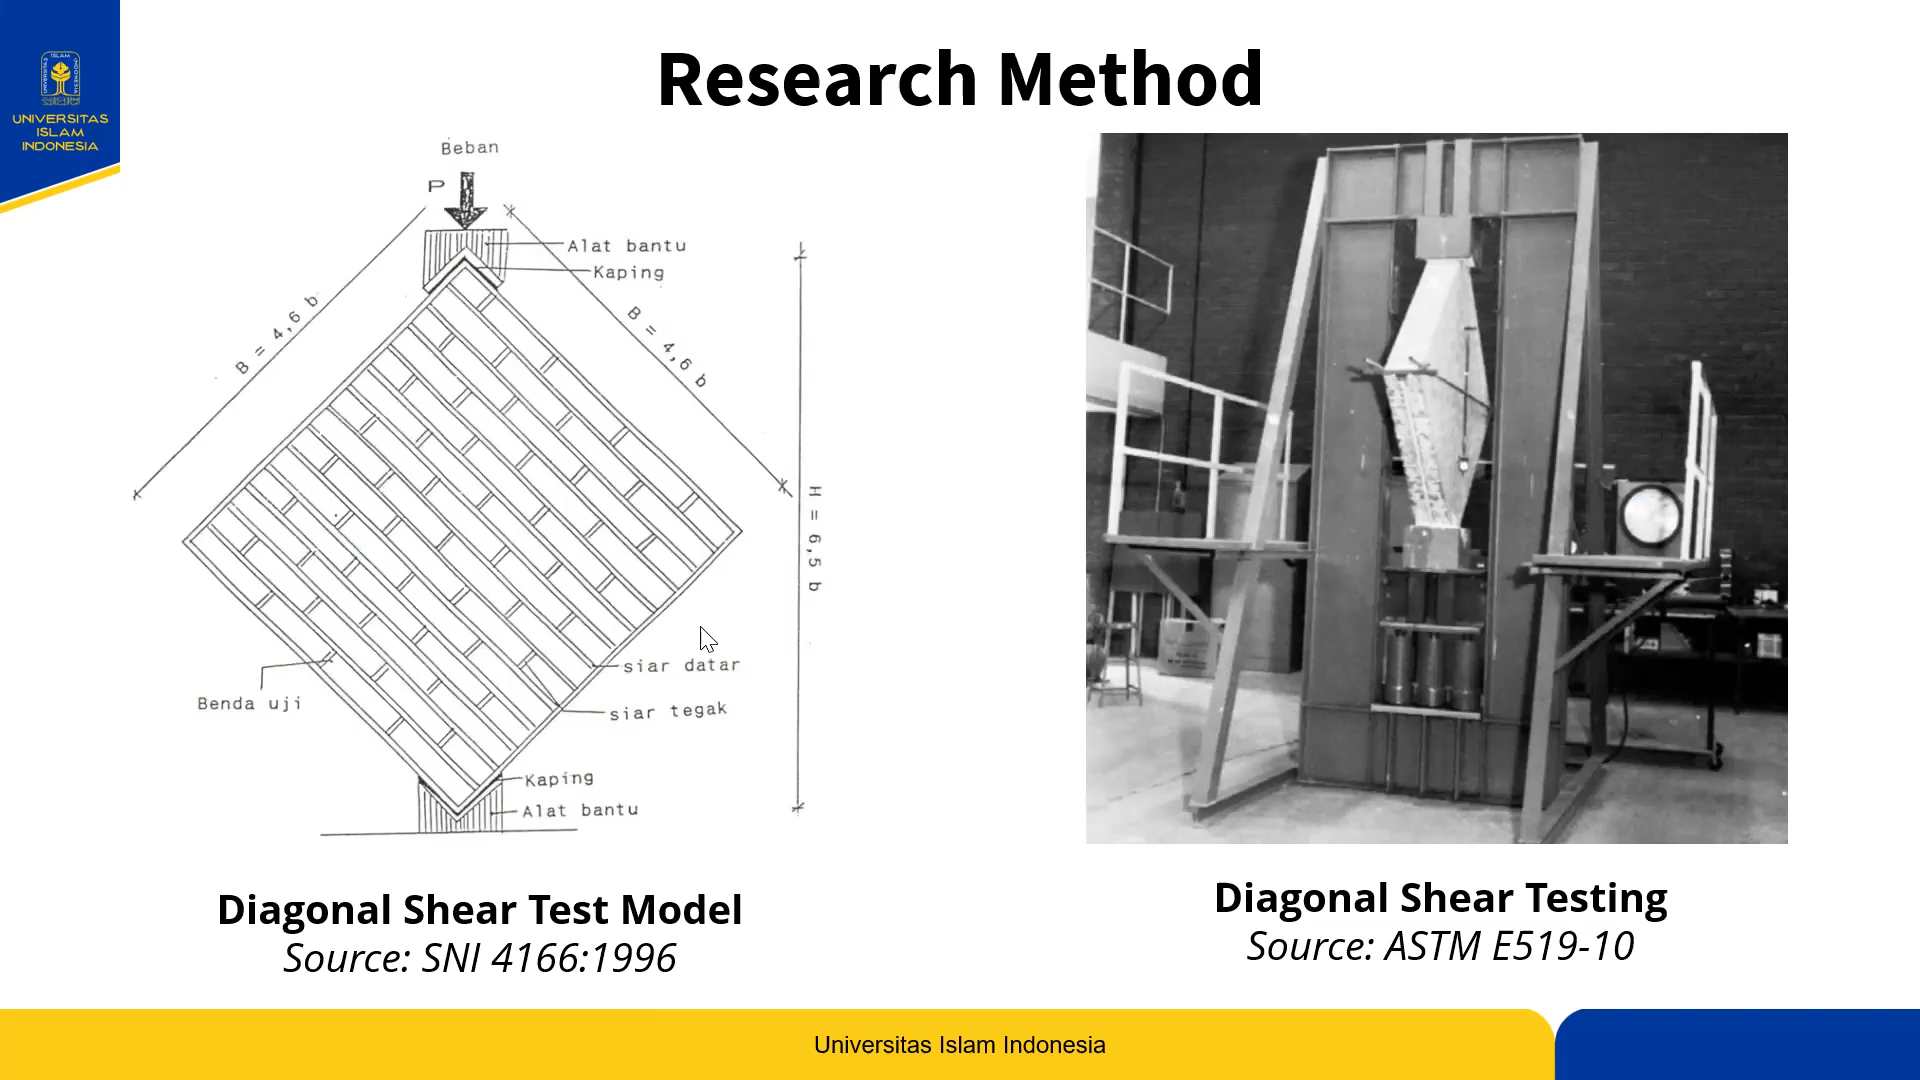 Research Method
UNIVERSITAS
ISLAM
INDONESIA
Beban
P
Alat bantu
Kaping
B = 4,6 b
B = 4,6 b
H = 6,5 b
siar datar
Benda uji
siar tegak
Kaping
Alat bantu
Diagonal Shear Test Model
Source: SNI 4166:1996
Diagonal Shear Testing
Source: ASTM E519-10
Universitas Islam Indonesia